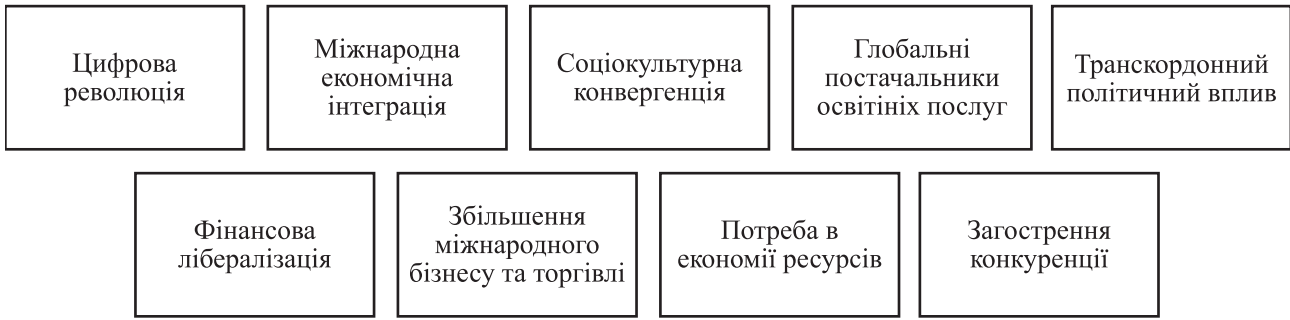 Цифрова
революція
Міжнародна
економічна
інтеграція
Соціокультурна
конвергенція
Глобальні
постачальники
освітініх послуг
Транскордонний
політичний вплив
Фінансова
лібералізація
Збільшення
міжнародного
бізнесу та торгівлі
Потреба в
економії ресурсів
Загострення
конкуренції